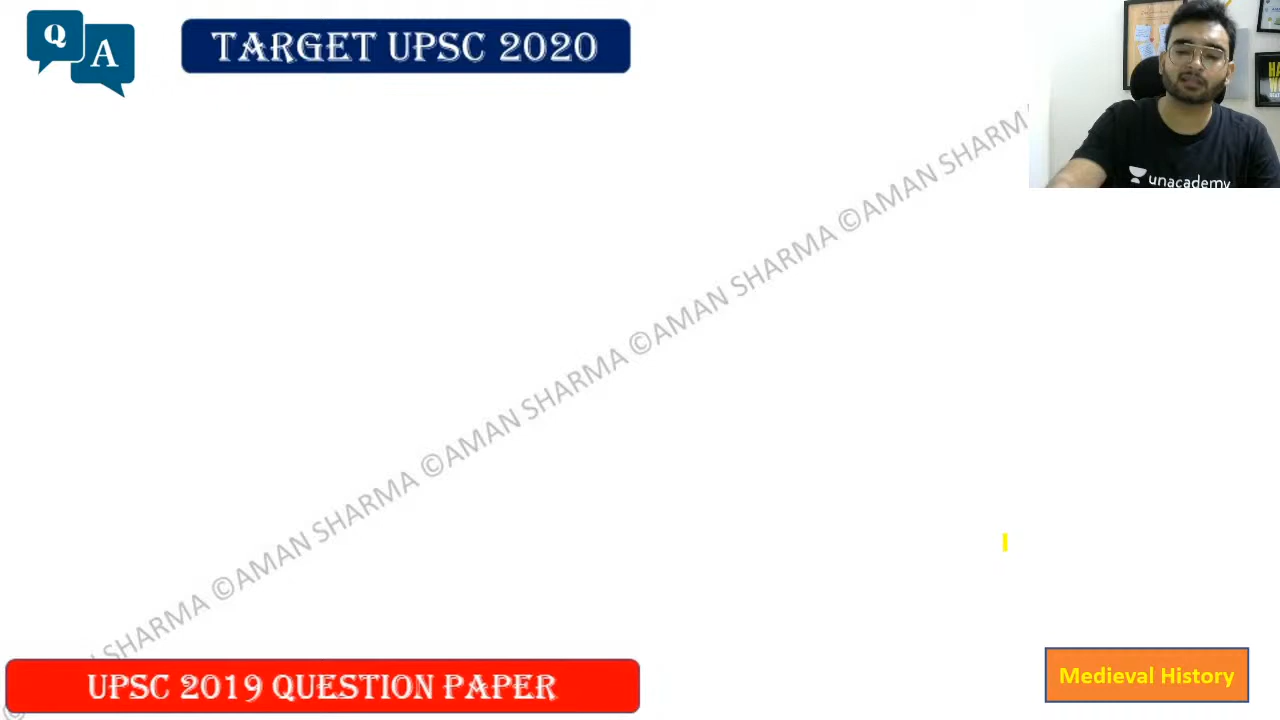 Q
A
TARGET UPSC 2020
unacademy
SHARMA ©AMAN SHARMA ©AMAN SHARMA ©AMAN SHARMA ©AMAN SHARMA
UPSC 2019 QUESTION PAPER
Medieval History